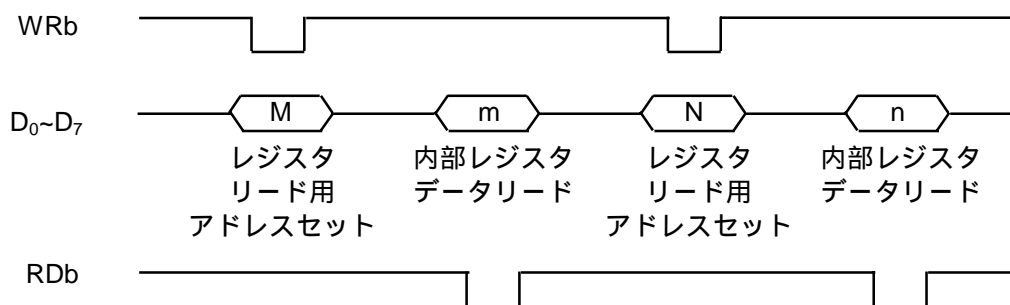 WRb
D₀~D₇
M
m
N
n
レジスタ
リード用
アドレスセット
内部レジスタ
データリード
レジスタ
リード用
アドレスセット
内部レジスタ
データリード
RDb